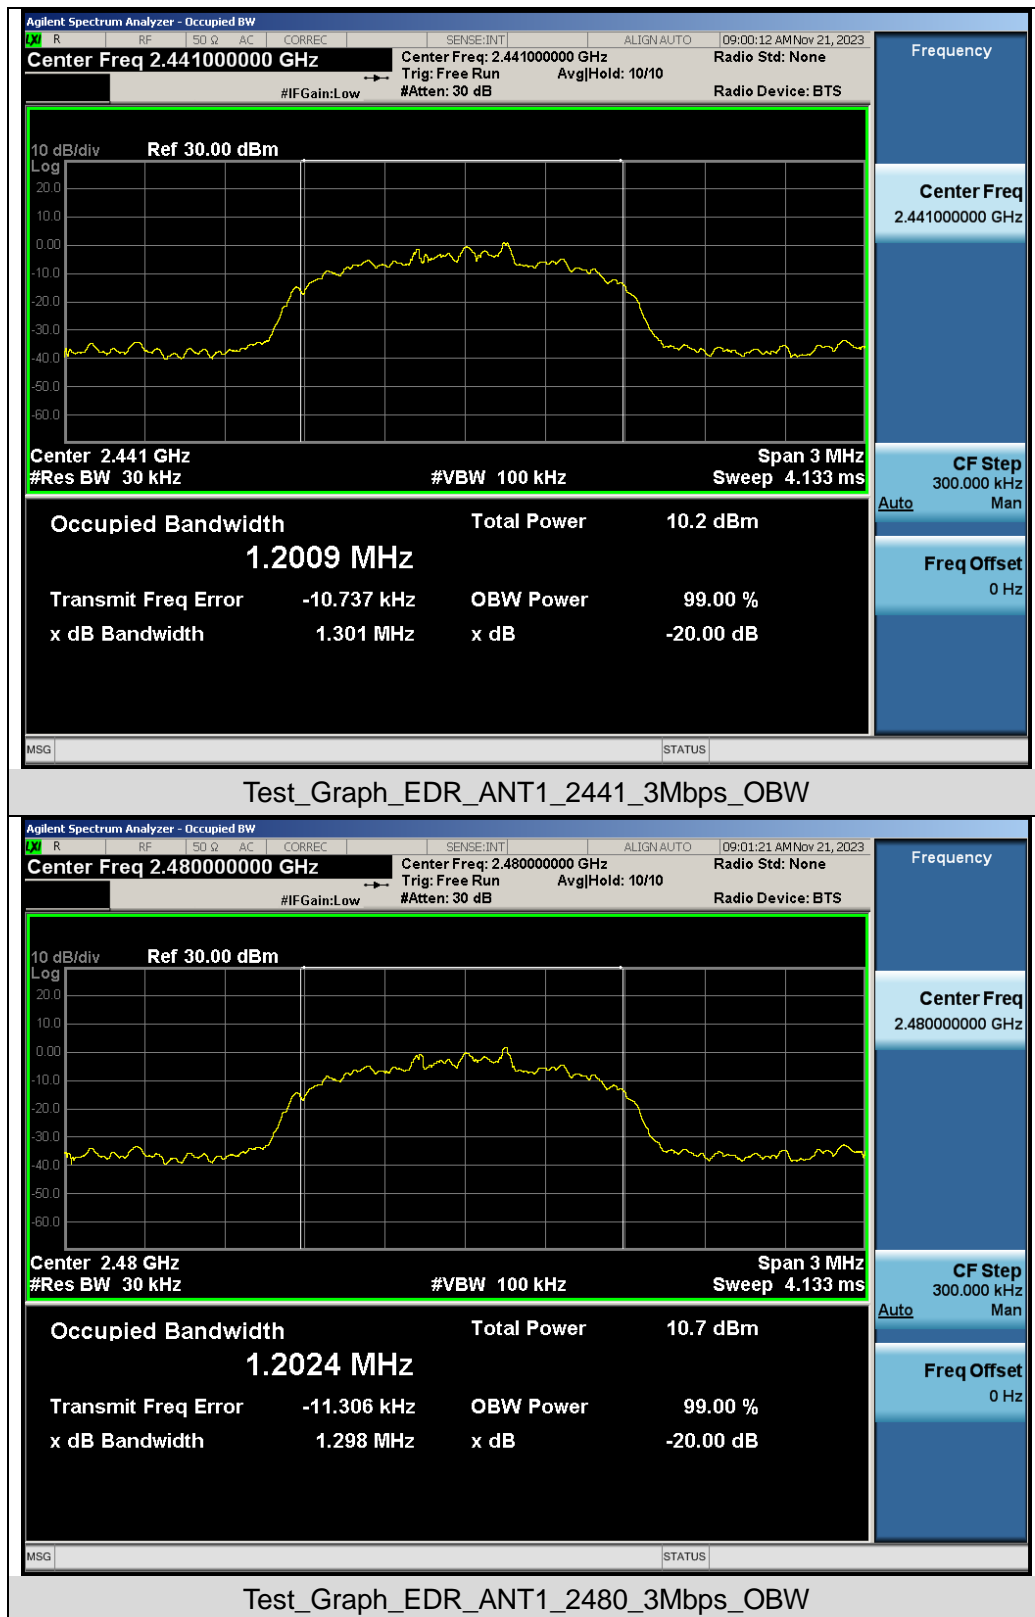 Agilent Spectrum Analyzer - Occupied BW
LXI R RF 50 Ω AC CORREC SENSE:INT ALIGN AUTO 09:00:12 AM Nov 21, 2023
Center Freq 2.441000000 GHz
Center Freq: 2.441000000 GHz
Radio Std: None
Trig: Free Run Avg|Hold: 10/10
#IFGain:Low #Atten: 30 dB Radio Device: BTS
Frequency
10 dB/div Ref 30.00 dBm
Log
20.0
10.0
0.00
-10.0
-20.0
-30.0
-40.0
-50.0
-60.0
Center Freq
2.441000000 GHz
Center 2.441 GHz Span 3 MHz
#Res BW 30 kHz #VBW 100 kHz Sweep 4.133 ms
CF Step
300.000 kHz
Auto Man
Freq Offset
0 Hz
Occupied Bandwidth Total Power 10.2 dBm
1.2009 MHz
Transmit Freq Error -10.737 kHz OBW Power 99.00 %
x dB Bandwidth 1.301 MHz x dB -20.00 dB
MSG STATUS
Test_Graph_EDR_ANT1_2441_3Mbps_OBW
Agilent Spectrum Analyzer - Occupied BW
LXI R RF 50 Ω AC CORREC SENSE:INT ALIGN AUTO 09:01:21 AM Nov 21, 2023
Center Freq 2.480000000 GHz
Center Freq: 2.480000000 GHz
Radio Std: None
Trig: Free Run Avg|Hold: 10/10
#IFGain:Low #Atten: 30 dB Radio Device: BTS
Frequency
10 dB/div Ref 30.00 dBm
Log
20.0
10.0
0.00
-10.0
-20.0
-30.0
-40.0
-50.0
-60.0
Center Freq
2.480000000 GHz
Center 2.48 GHz Span 3 MHz
#Res BW 30 kHz #VBW 100 kHz Sweep 4.133 ms
CF Step
300.000 kHz
Auto Man
Freq Offset
0 Hz
Occupied Bandwidth Total Power 10.7 dBm
1.2024 MHz
Transmit Freq Error -11.306 kHz OBW Power 99.00 %
x dB Bandwidth 1.298 MHz x dB -20.00 dB
MSG STATUS
Test_Graph_EDR_ANT1_2480_3Mbps_OBW